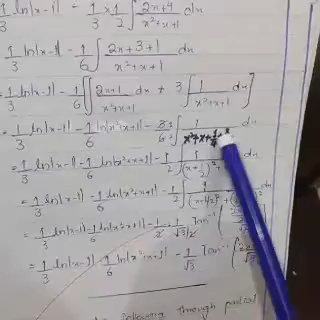 = 1/3 ln|x-1| - 1/3 × 1/2 ∫ 2x+4 / x²+x+1 dx
= 1/3 ln|x-1| - 1/6 ∫ 2x+3+1 / x²+x+1 dx
= 1/3 ln|x-1| - 1/6 [∫ 2x+1 / x²+x+1 dx + 3 ∫ 1 / x²+x+1 dx]
= 1/3 ln|x-1| - 1/6 ln|x²+x+1| - 3/6 ∫ 1 / x²+x+1/4 dx
= 1/3 ln|x-1| - 1/6 ln|x²+x+1| - 1/2 ∫ 1 / (x+1/2)²+ dx
= 1/3 ln|x-1| - 1/6 ln|x²+x+1| - 1/2 ∫ 1 dx
= 1/3 ln|x-1| - 1/6 ln|x²+x+1| - 1/2 · 1/√3/2 Tan⁻¹
= 1/3 ln|x-1| - 1/6 ln|x²+x+1| - 1/√3 Tan⁻¹ (2x
following through partial